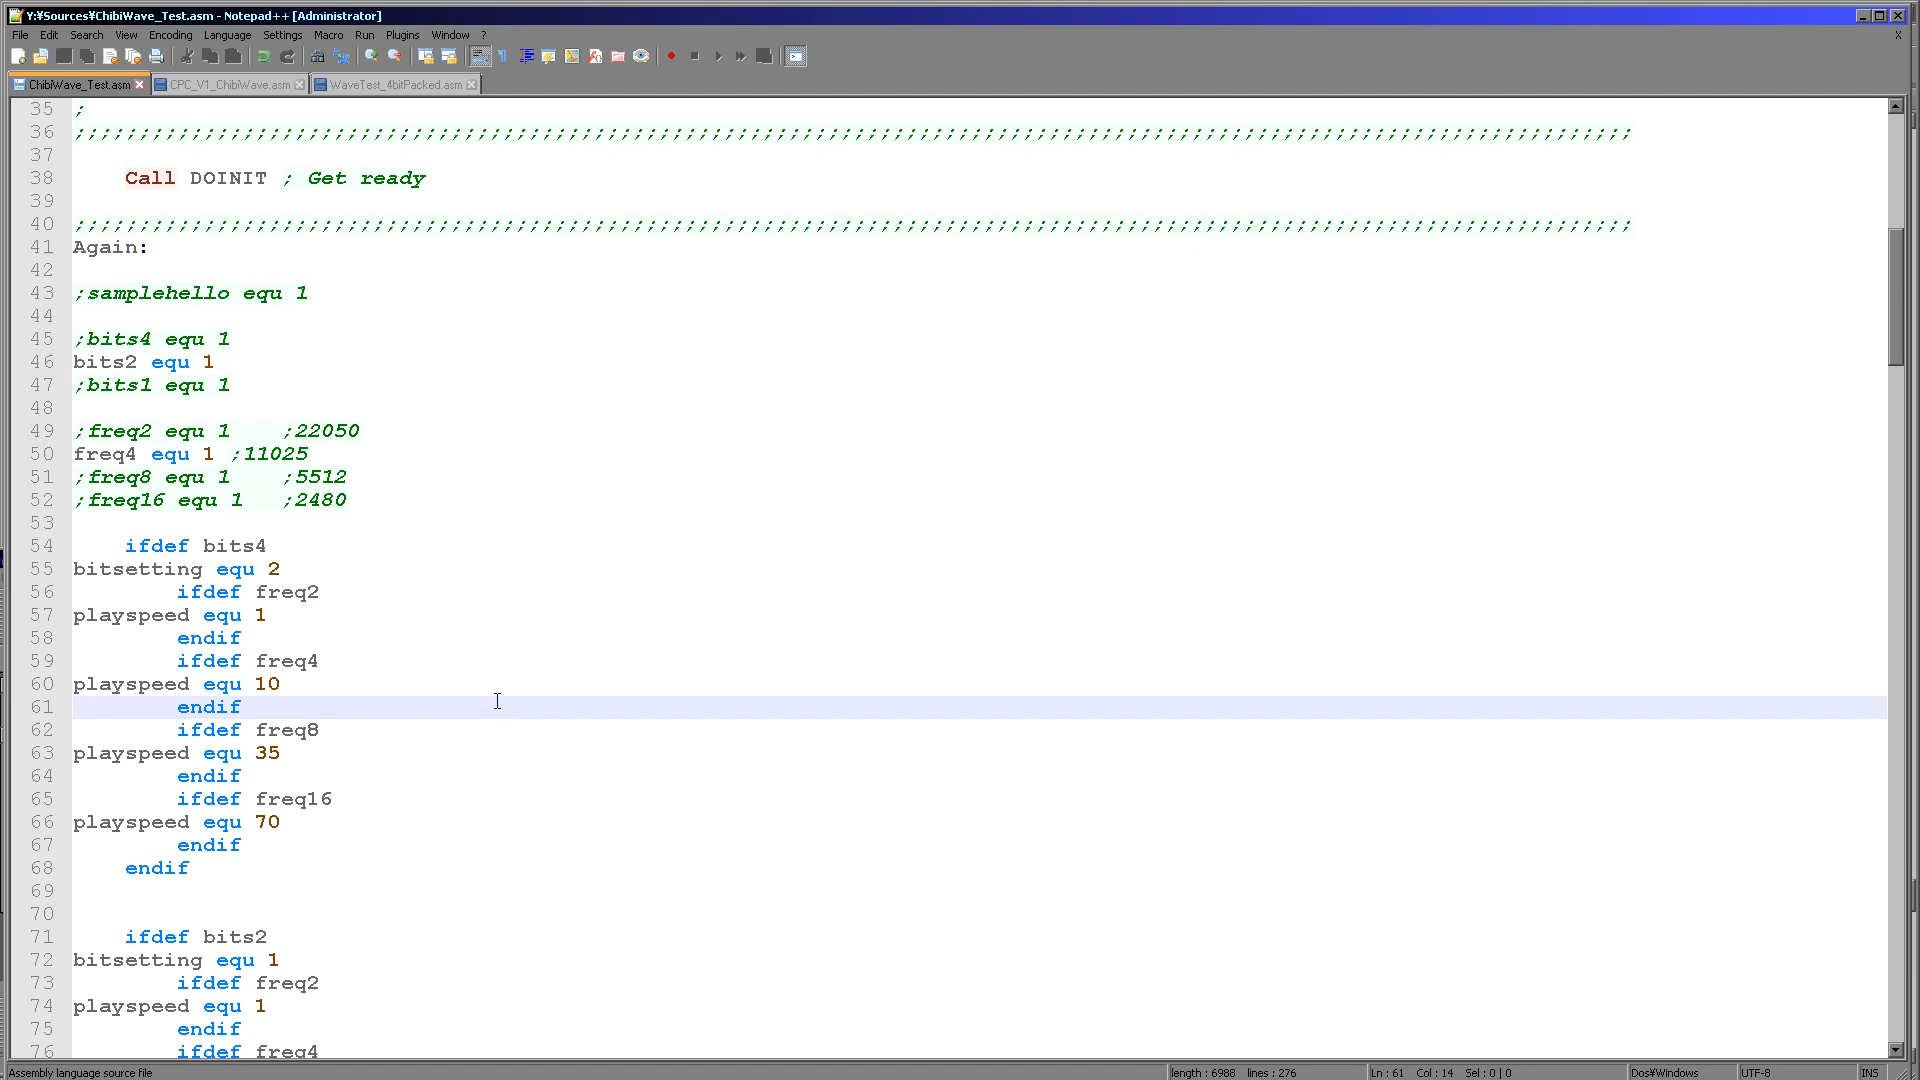 Y:¥Sources¥ChibiWave_Test.asm - Notepad++ [Administrator]
File Edit Search View Encoding Language Settings Macro Run Plugins Window ?
X
ChibiWave_Test.asm CPC_V1_ChibiWave.asm WaveTest_4bitPacked.asm
35 ;
36 ;;;;;;;;;;;;;;;;;;;;;;;;;;;;;;;;;;;;;;;;;;;;;;;;;;;;;;;;;;;;;;;;;;;;;;;;;;;;;;;;;;;;;;;;;;;;;;;;;;;;;;;;;;;;;;;;;;;;;;;;
37
38 Call DOINIT ; Get ready
39
40 ;;;;;;;;;;;;;;;;;;;;;;;;;;;;;;;;;;;;;;;;;;;;;;;;;;;;;;;;;;;;;;;;;;;;;;;;;;;;;;;;;;;;;;;;;;;;;;;;;;;;;;;;;;;;;;;;;;;;;;;;
41 Again:
42
43 ;samplehello equ 1
44
45 ;bits4 equ 1
46 bits2 equ 1
47 ;bits1 equ 1
48
49 ;freq2 equ 1 ;22050
50 freq4 equ 1 ;11025
51 ;freq8 equ 1 ;5512
52 ;freq16 equ 1 ;2480
53
54 ifdef bits4
55 bitsetting equ 2
56 ifdef freq2
57 playspeed equ 1
58 endif
59 ifdef freq4
60 playspeed equ 10
61 endif
62 ifdef freq8
63 playspeed equ 35
64 endif
65 ifdef freq16
66 playspeed equ 70
67 endif
68 endif
69
70
71 ifdef bits2
72 bitsetting equ 1
73 ifdef freq2
74 playspeed equ 1
75 endif
76 ifdef freq4
Assembly language source file length : 6988 lines : 276 Ln : 61 Col : 14 Sel : 0 | 0 Dos¥Windows UTF-8 INS